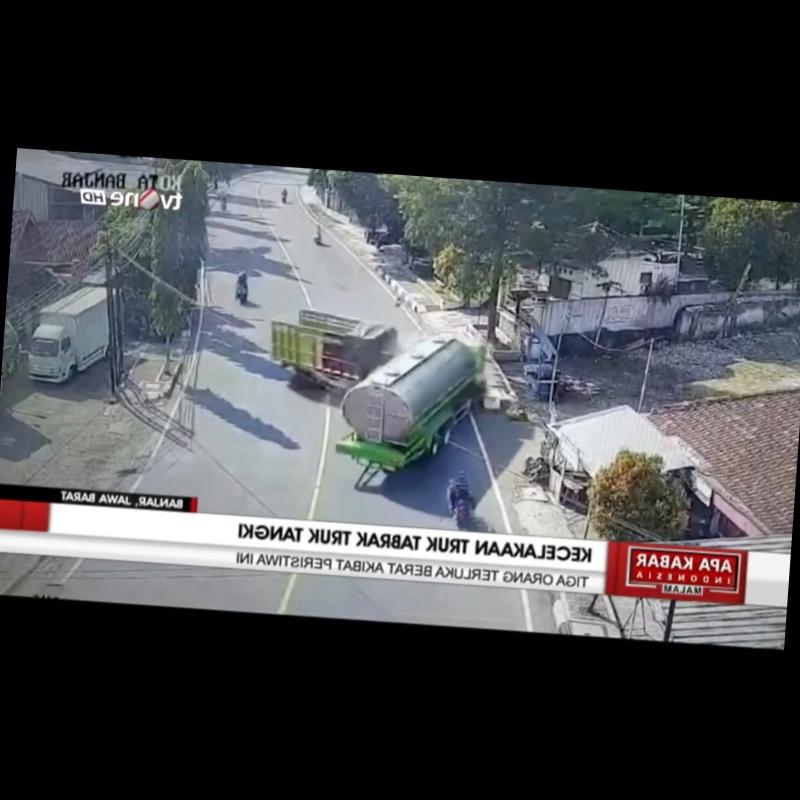 KOTA BANJAR
tvOne HD
BANJAR, JAWA BARAT
KECELAKAAN TRUK TABRAK TRUK TANGKI
TIGA ORANG TERLUKA BERAT AKIBAT PERISTIWA INI
APA KABAR
INDONESIA
MALAM